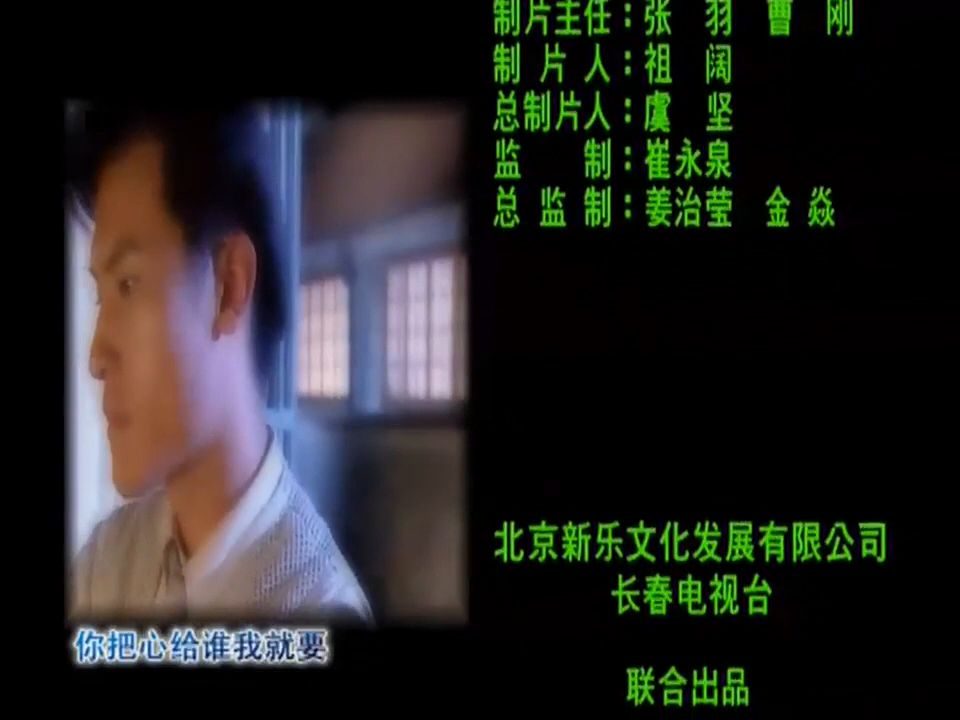 制片主任：张 羽 曹 刚
制 片 人：祖 阔
总制片人：虞 坚
监 制：崔永泉
总 监 制：姜治莹 金 焱
北京新乐文化发展有限公司
长春电视台
联合出品
你把心给谁我就要